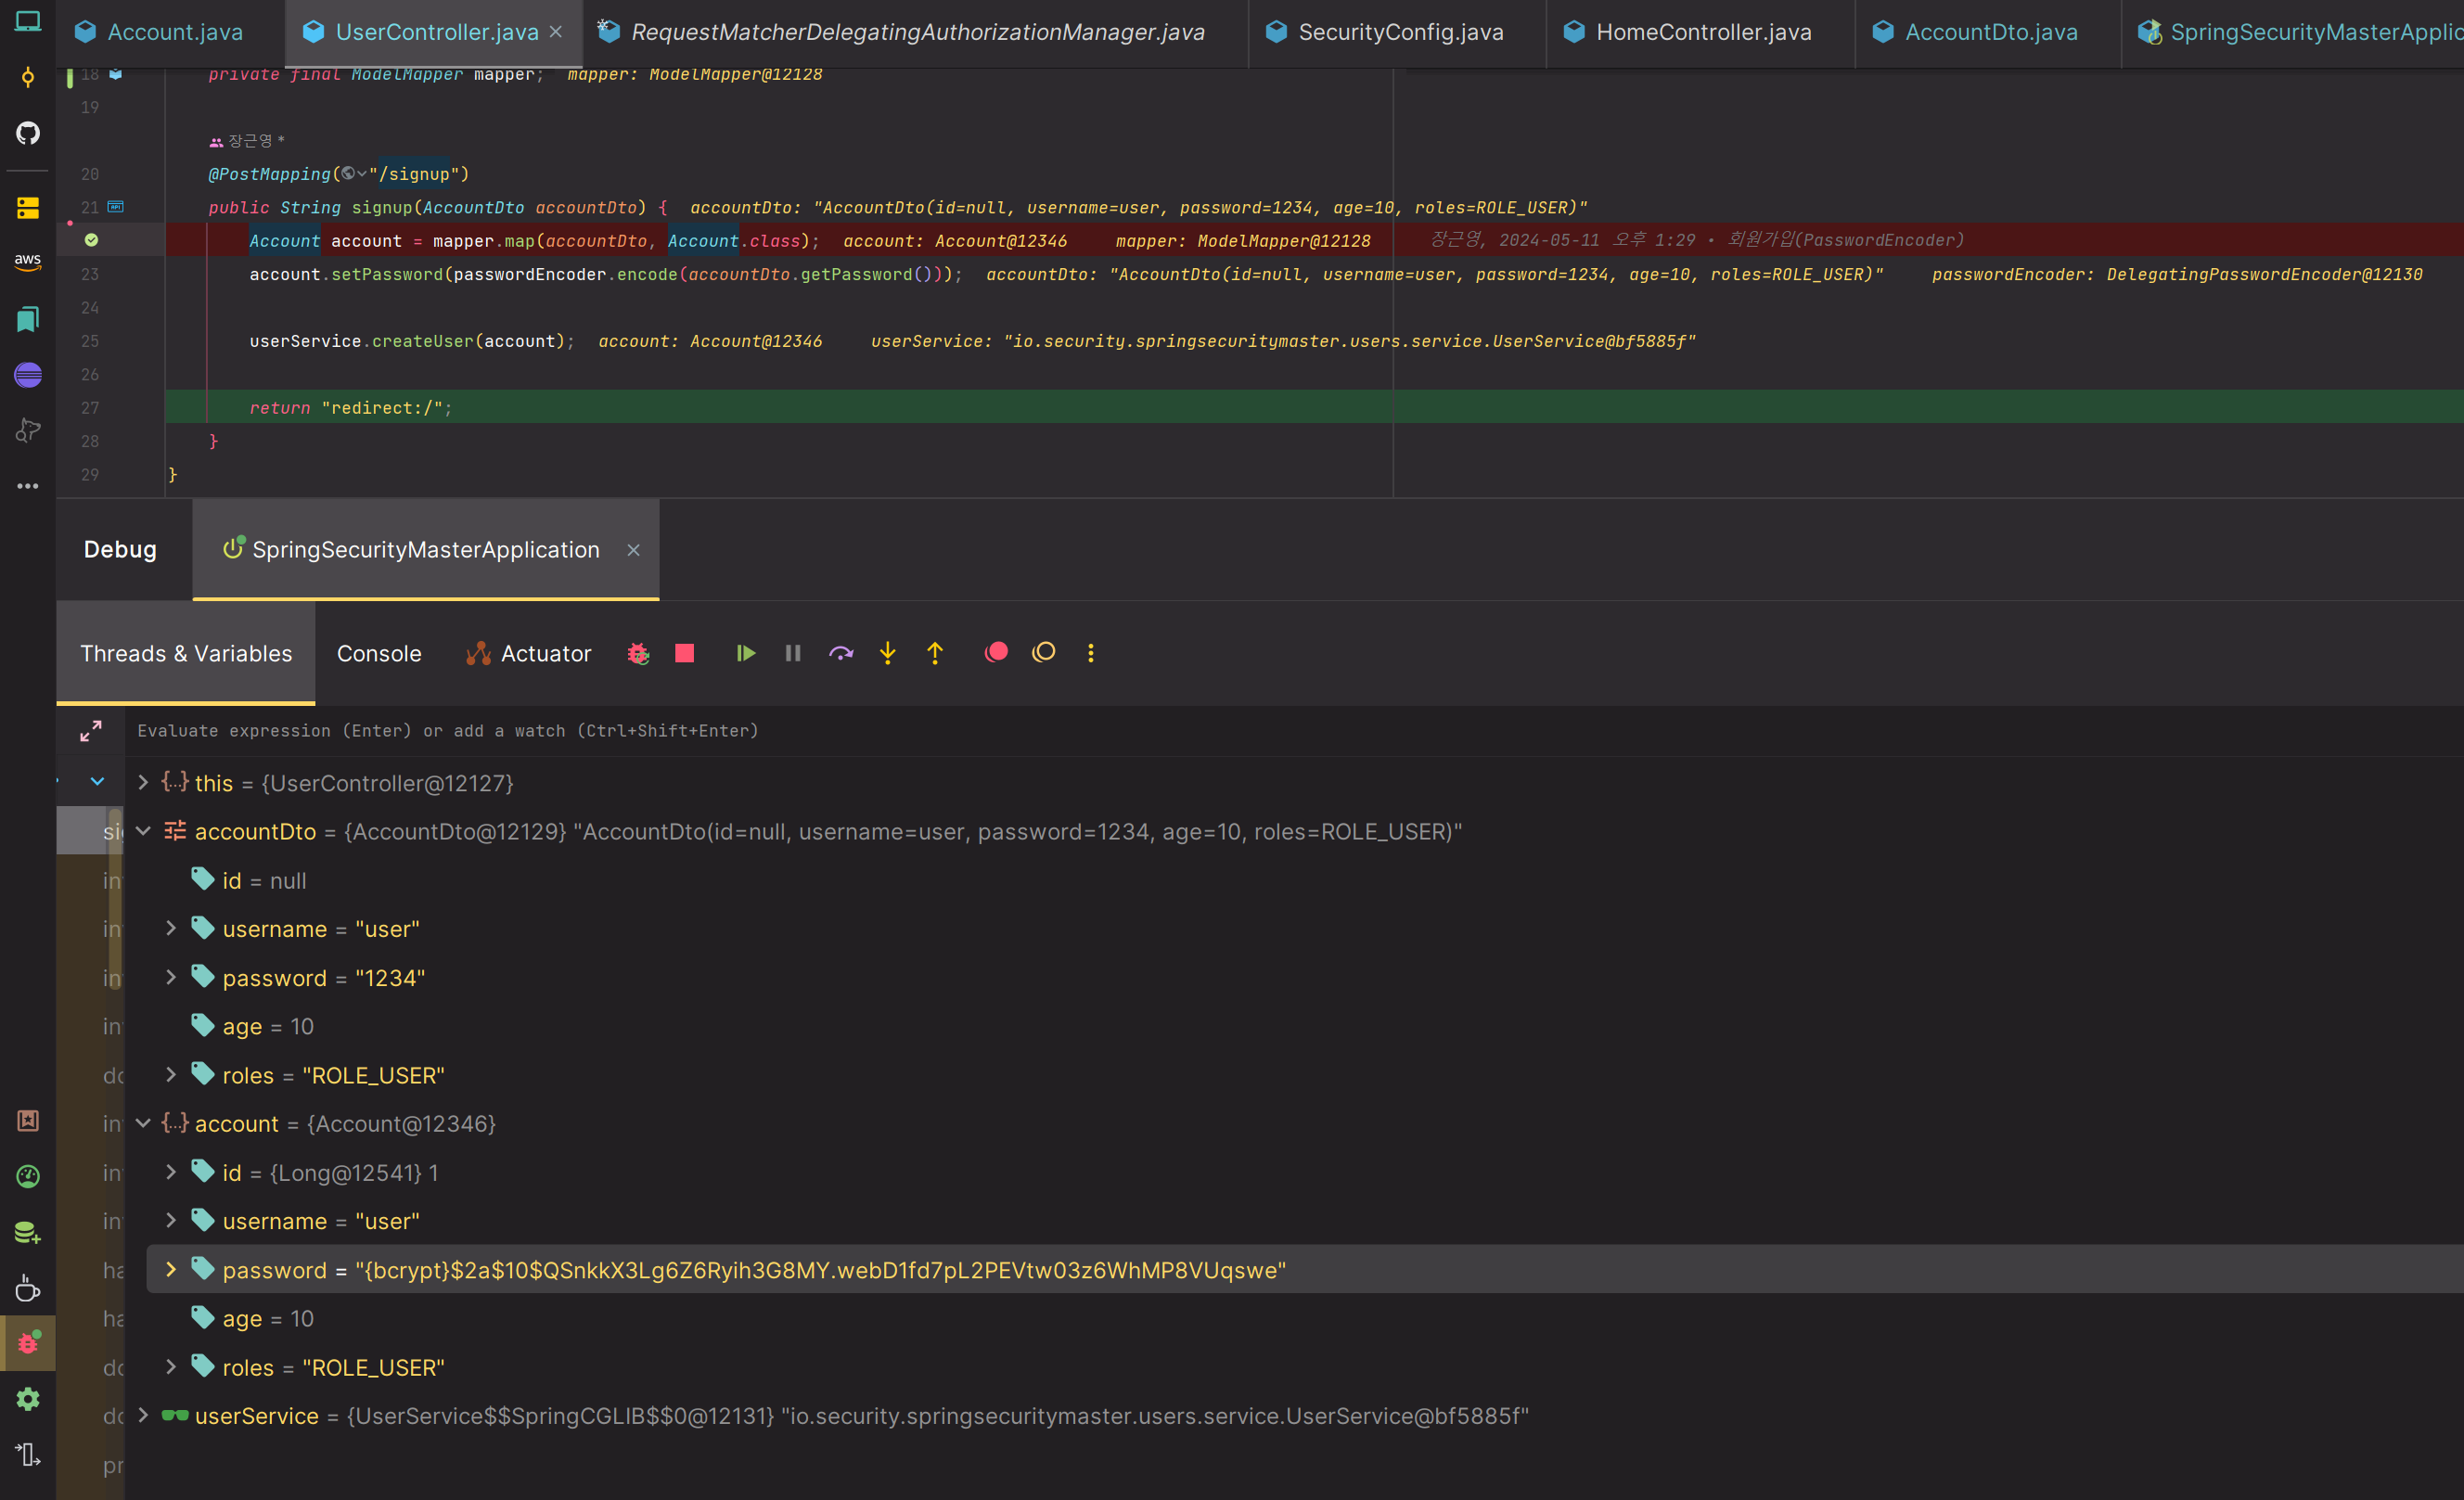 Account.java UserController.java RequestMatcherDelegatingAuthorizationManager.java SecurityConfig.java HomeController.java AccountDto.java SpringSecurityMasterApplic
18 private final ModelMapper mapper; mapper: ModelMapper@12128
19
장근영 *
20 @PostMapping("/signup")
21 public String signup(AccountDto accountDto) { accountDto: "AccountDto(id=null, username=user, password=1234, age=10, roles=ROLE_USER)"
Account account = mapper.map(accountDto, Account.class); account: Account@12346 mapper: ModelMapper@12128 장근영, 2024-05-11 오후 1:29 • 회원가입(PasswordEncoder)
23 account.setPassword(passwordEncoder.encode(accountDto.getPassword())); accountDto: "AccountDto(id=null, username=user, password=1234, age=10, roles=ROLE_USER)" passwordEncoder: DelegatingPasswordEncoder@12130
24
25 userService.createUser(account); account: Account@12346 userService: "io.security.springsecuritymaster.users.service.UserService@bf5885f"
26
27 return "redirect:/";
28 }
29 }
aws
Debug SpringSecurityMasterApplication
Threads & Variables Console Actuator
Evaluate expression (Enter) or add a watch (Ctrl+Shift+Enter)
this = {UserController@12127}
accountDto = {AccountDto@12129} "AccountDto(id=null, username=user, password=1234, age=10, roles=ROLE_USER)"
id = null
username = "user"
password = "1234"
age = 10
roles = "ROLE_USER"
account = {Account@12346}
id = {Long@12541} 1
username = "user"
password = "{bcrypt}$2a$10$QSnkkX3Lg6Z6Ryih3G8MY.webD1fd7pL2PEVtw03z6WhMP8VUqswe"
age = 10
roles = "ROLE_USER"
userService = {UserService$$SpringCGLIB$$0@12131} "io.security.springsecuritymaster.users.service.UserService@bf5885f"